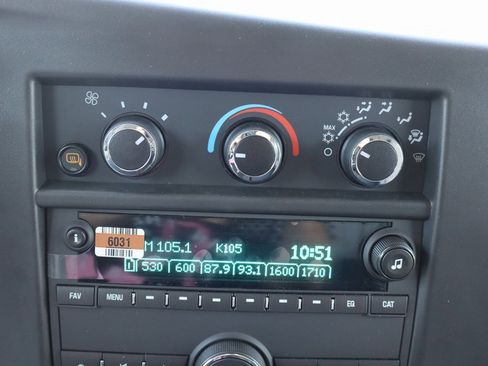 MAX
6031
M 105.1 K105 10:51
1 530 600 87.9 93.1 1600 1710
FAV MENU EQ CAT